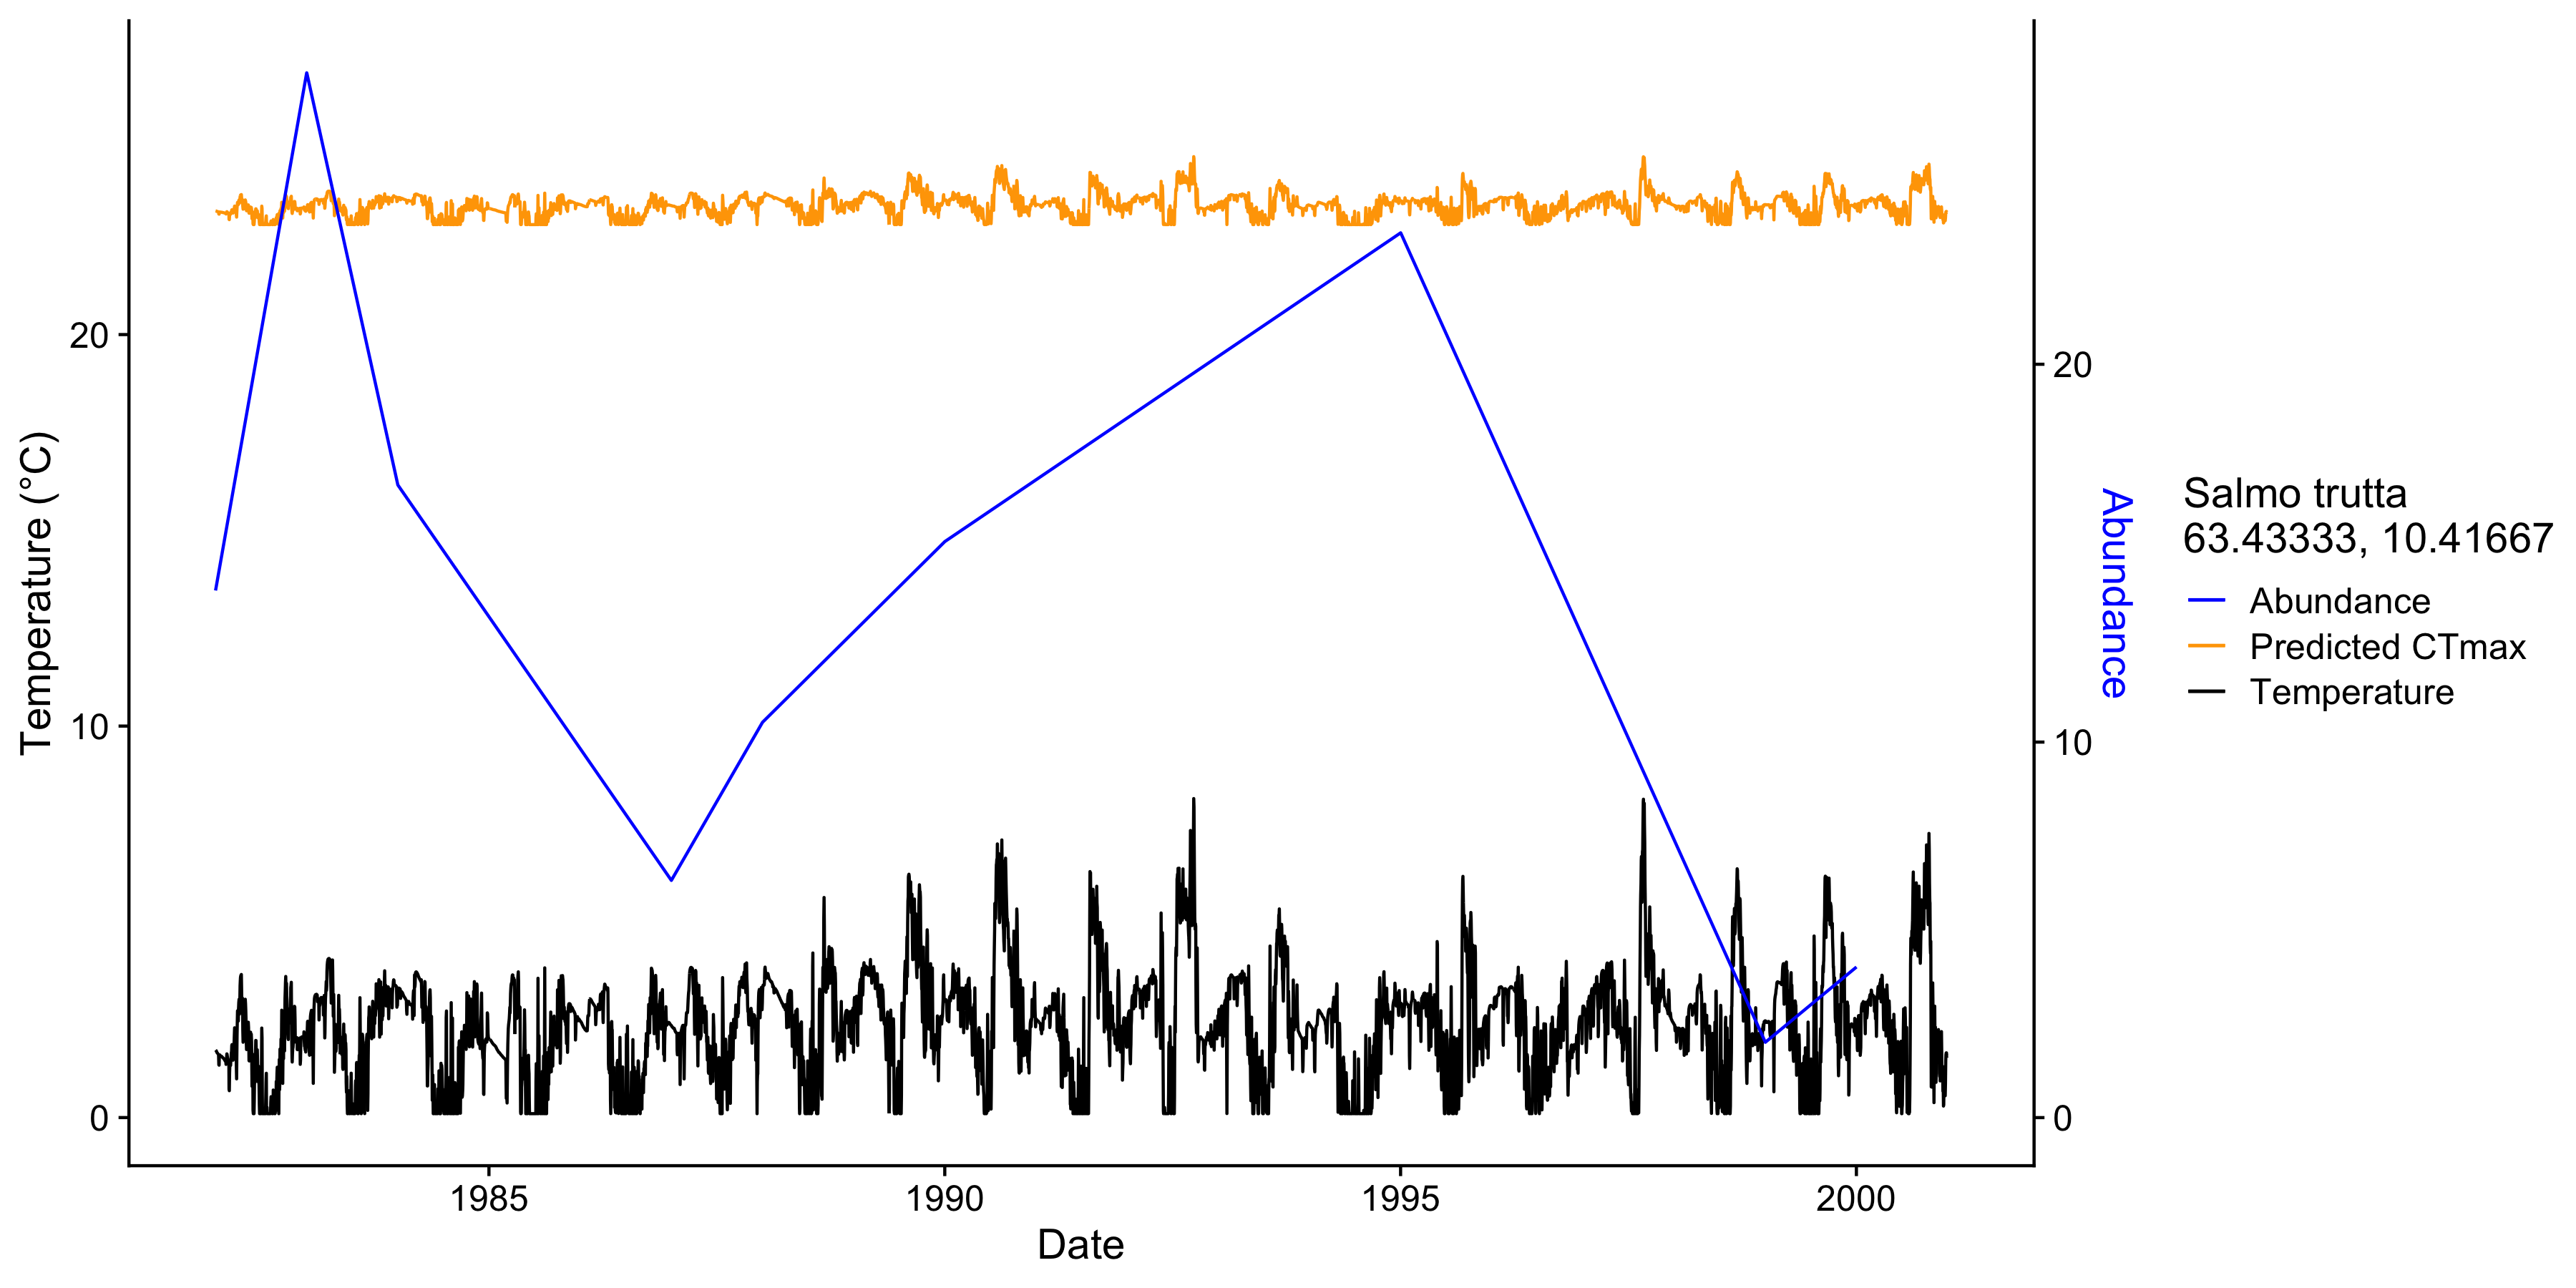 Temperature (°C)
20
10
0
1985
1990
1995
2000
Date
20
10
0
Abundance
Salmo trutta
63.43333, 10.41667
Abundance
Predicted CTmax
Temperature